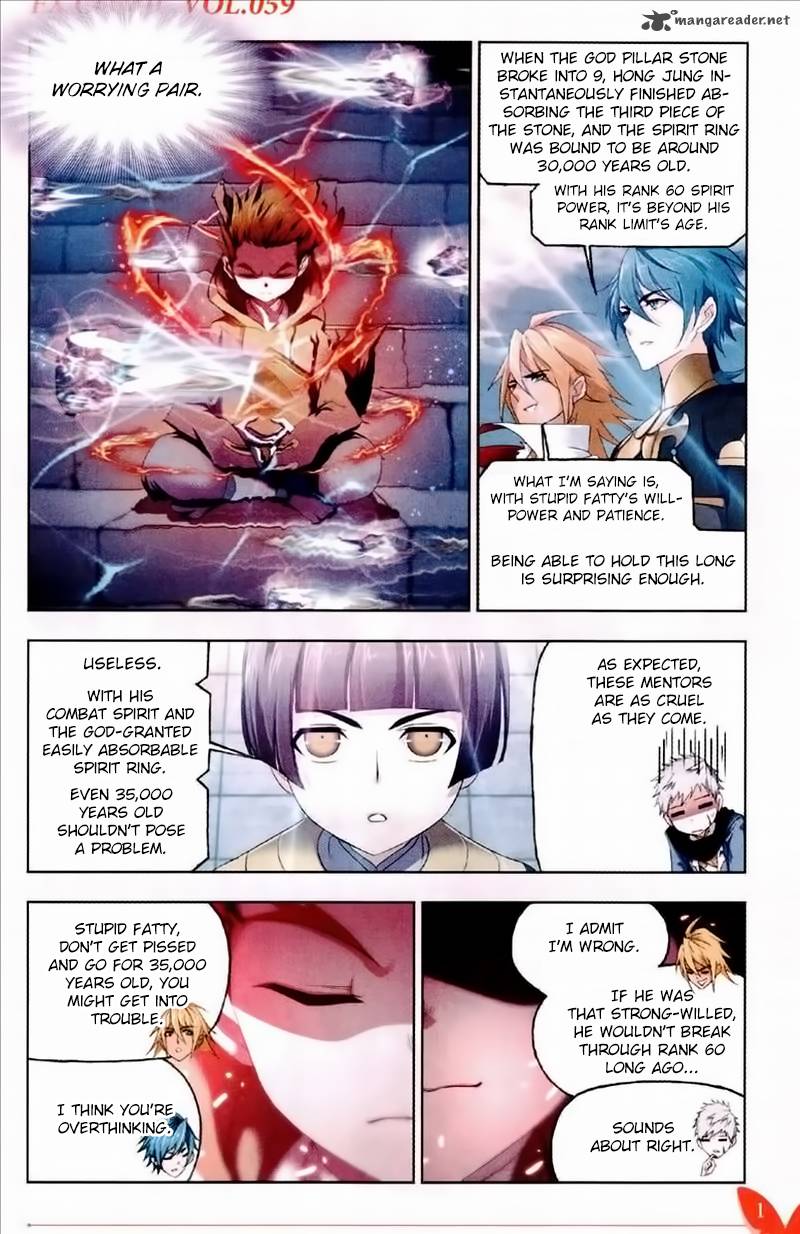 VOL.059
mangareader.net
WHAT A
WORRYING PAIR.
WHEN THE GOD PILLAR STONE
BROKE INTO 9, HONG JUNG IN-
STANTANEOUSLY FINISHED AB-
SORBING THE THIRD PIECE OF
THE STONE, AND THE SPIRIT RING
WAS BOUND TO BE AROUND
30,000 YEARS OLD.
WITH HIS RANK 60 SPIRIT
POWER, IT'S BEYOND HIS
RANK LIMIT'S AGE.
WHAT I'M SAYING IS,
WITH STUPID FATTY'S WILL-
POWER AND PATIENCE.
BEING ABLE TO HOLD THIS LONG
IS SURPRISING ENOUGH.
USELESS.
WITH HIS
COMBAT SPIRIT AND
THE GOD-GRANTED
EASILY ABSORBABLE
SPIRIT RING.
EVEN 35,000
YEARS OLD
SHOULDN'T POSE
A PROBLEM.
AS EXPECTED,
THESE MENTORS
ARE AS CRUEL
AS THEY COME.
STUPID FATTY,
DON'T GET PISSED
AND GO FOR 35,000
YEARS OLD, YOU
MIGHT GET INTO
TROUBLE.
I THINK YOU'RE
OVERTHINKING.
I ADMIT
I'M WRONG.
IF HE WAS
THAT STRONG-WILLED,
HE WOULDN'T BREAK
THROUGH RANK 60
LONG AGO...
SOUNDS
ABOUT RIGHT.
1